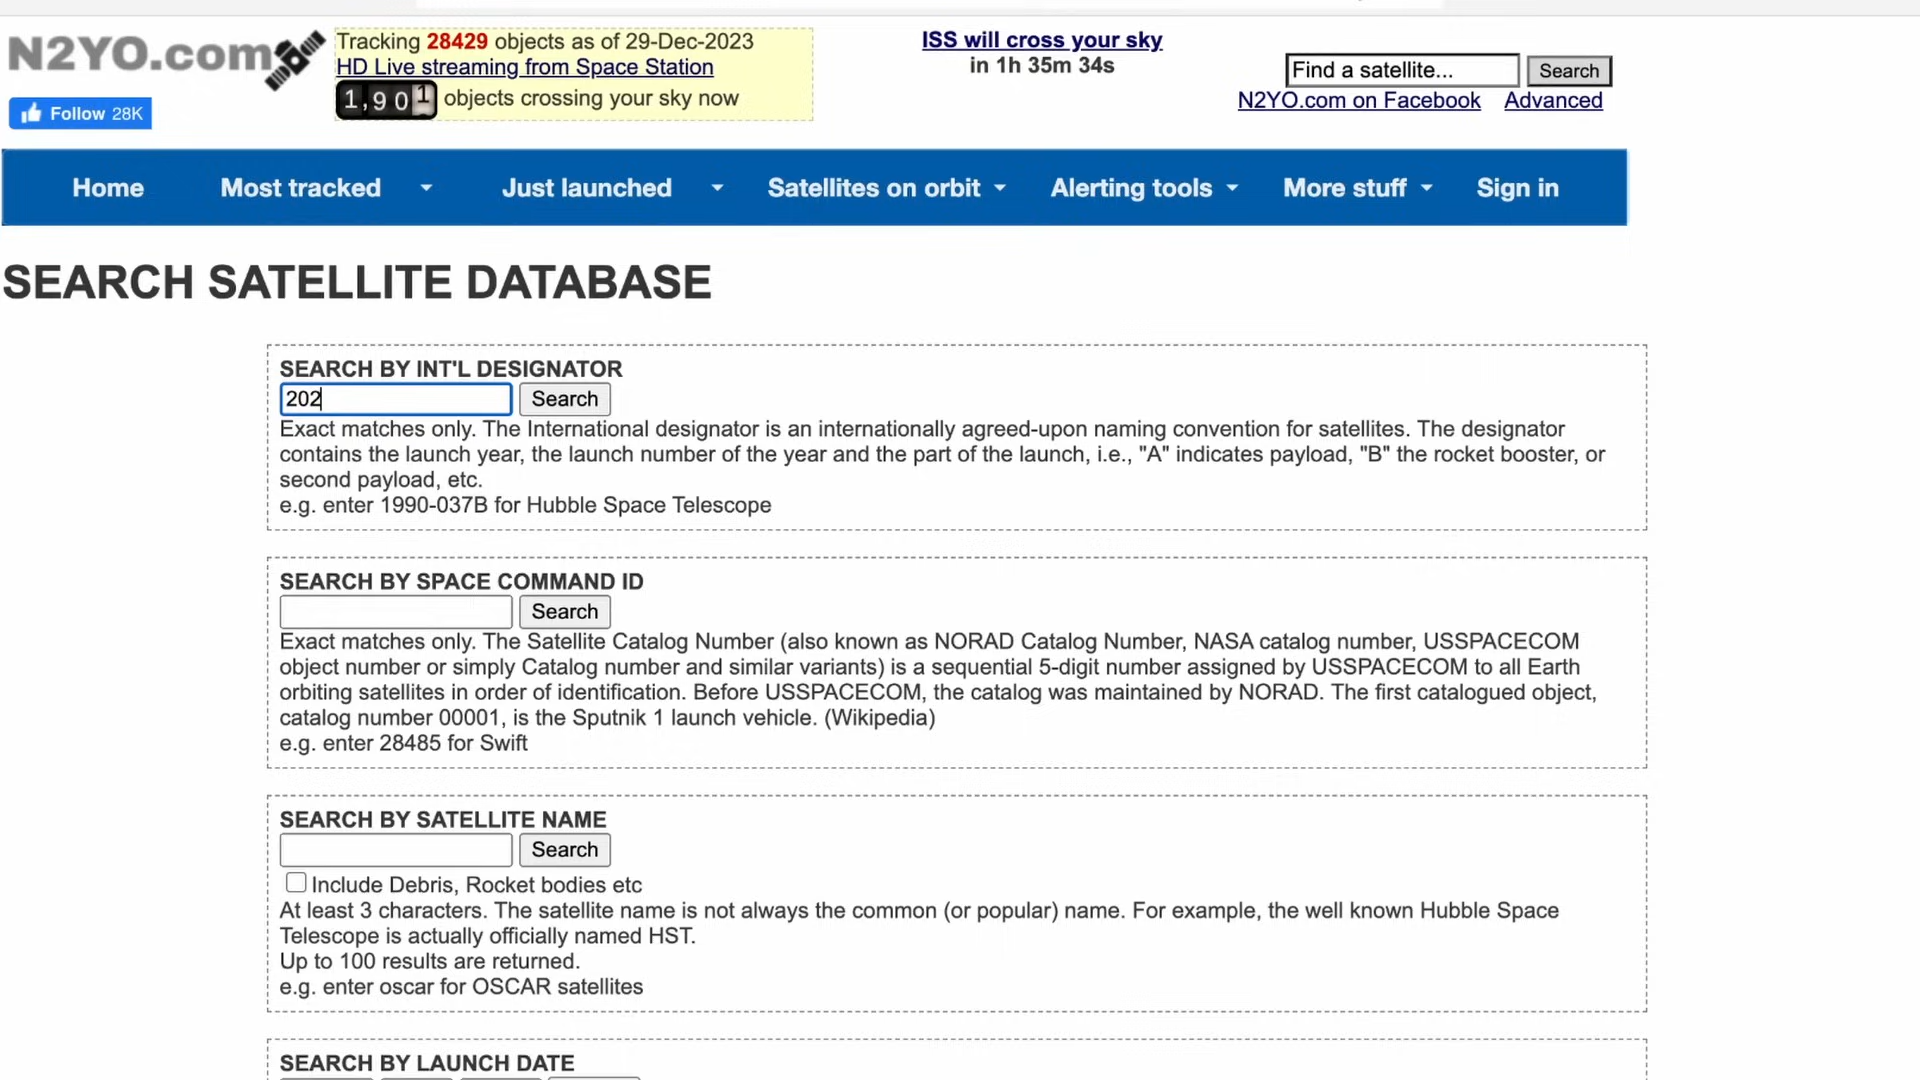 N2YO.com
Tracking 28429 objects as of 29-Dec-2023
HD Live streaming from Space Station
1,901 objects crossing your sky now
Follow 28K
ISS will cross your sky
in 1h 35m 34s
Find a satellite... Search
N2YO.com on Facebook Advanced
Home Most tracked Just launched Satellites on orbit Alerting tools More stuff Sign in
SEARCH SATELLITE DATABASE
SEARCH BY INT'L DESIGNATOR
202 Search
Exact matches only. The International designator is an internationally agreed-upon naming convention for satellites. The designator
contains the launch year, the launch number of the year and the part of the launch, i.e., "A" indicates payload, "B" the rocket booster, or
second payload, etc.
e.g. enter 1990-037B for Hubble Space Telescope
SEARCH BY SPACE COMMAND ID
Search
Exact matches only. The Satellite Catalog Number (also known as NORAD Catalog Number, NASA catalog number, USSPACECOM
object number or simply Catalog number and similar variants) is a sequential 5-digit number assigned by USSPACECOM to all Earth
orbiting satellites in order of identification. Before USSPACECOM, the catalog was maintained by NORAD. The first catalogued object,
catalog number 00001, is the Sputnik 1 launch vehicle. (Wikipedia)
e.g. enter 28485 for Swift
SEARCH BY SATELLITE NAME
Search
Include Debris, Rocket bodies etc
At least 3 characters. The satellite name is not always the common (or popular) name. For example, the well known Hubble Space
Telescope is actually officially named HST.
Up to 100 results are returned.
e.g. enter oscar for OSCAR satellites
SEARCH BY LAUNCH DATE